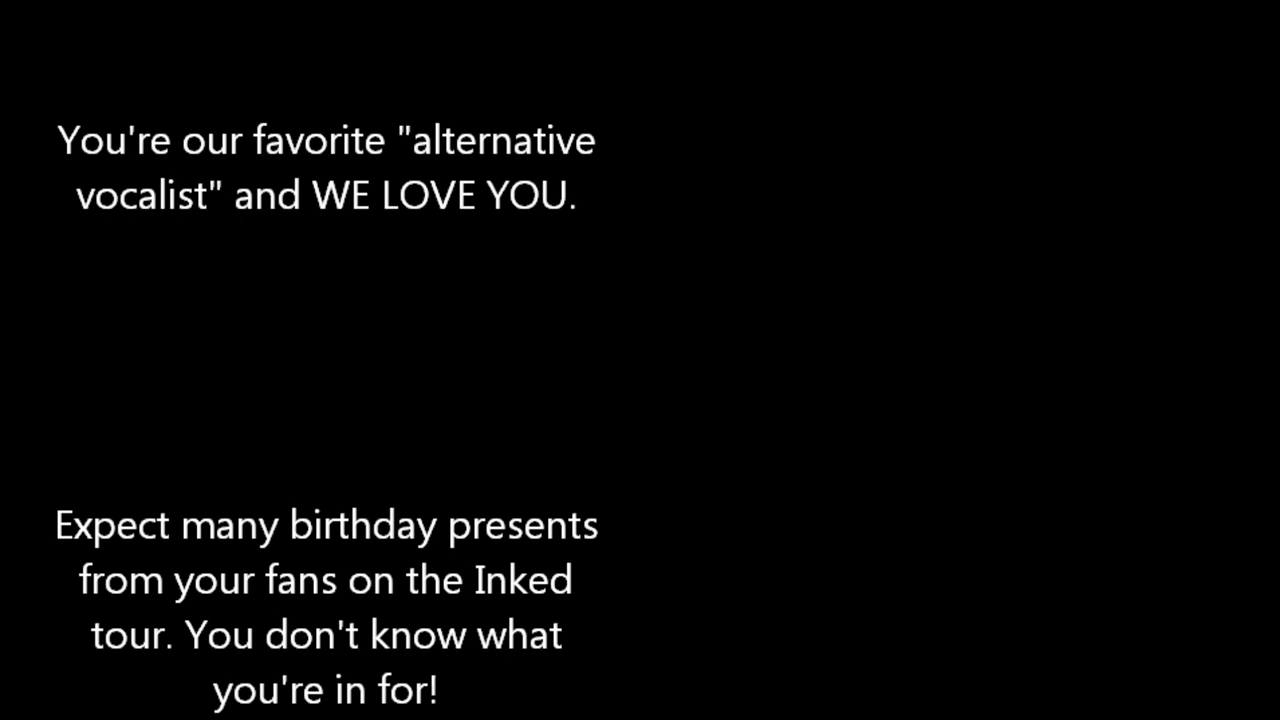 You're our favorite "alternative
vocalist" and WE LOVE YOU.
Expect many birthday presents
from your fans on the Inked
tour. You don't know what
you're in for!